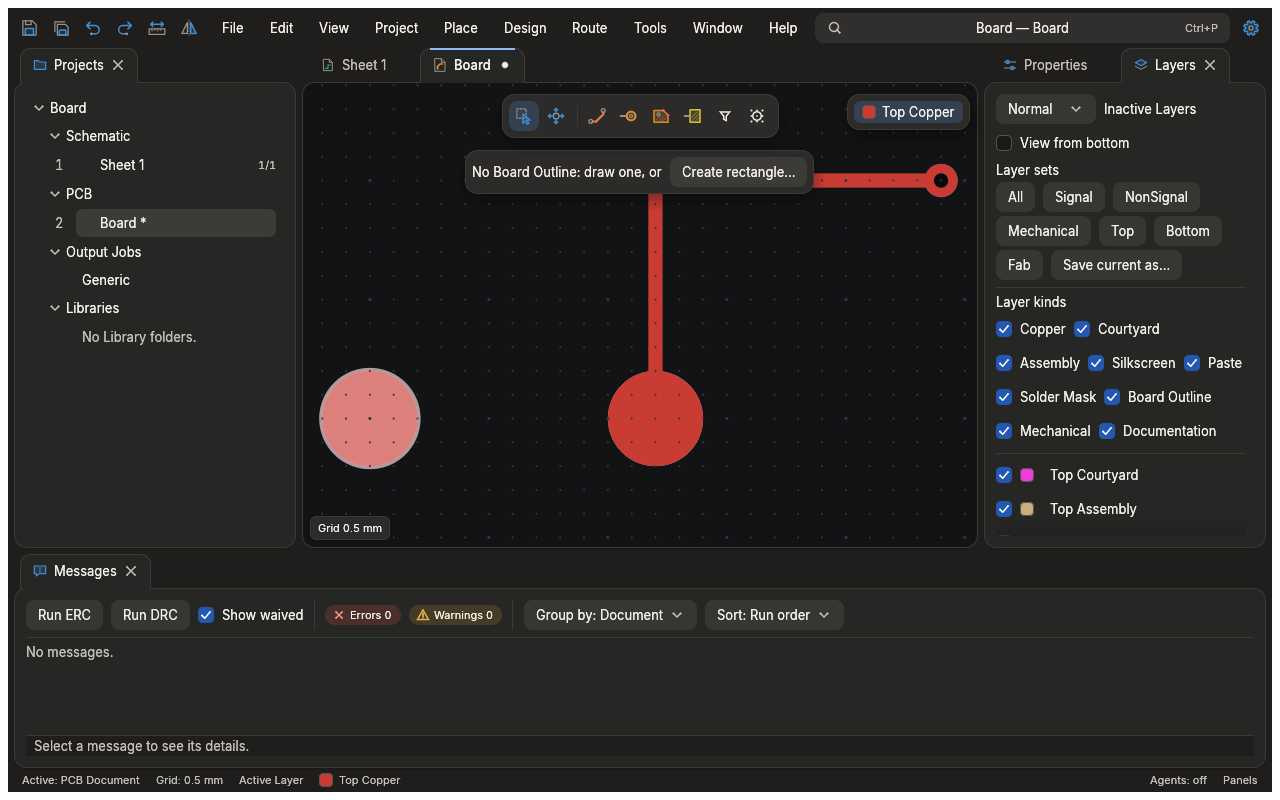 File Edit View Project Place Design Route Tools Window Help Board — Board Ctrl+P
Projects
Sheet 1
Board
Properties
Layers
Board
Schematic
1 Sheet 1 1/1
PCB
2 Board *
Output Jobs
Generic
Libraries
No Library folders.
Top Copper
No Board Outline: draw one, or Create rectangle...
Grid 0.5 mm
Normal Inactive Layers
View from bottom
Layer sets
All Signal NonSignal
Mechanical Top Bottom
Fab Save current as...
Layer kinds
Copper Courtyard
Assembly Silkscreen Paste
Solder Mask Board Outline
Mechanical Documentation
Top Courtyard
Top Assembly
Messages
Run ERC Run DRC Show waived Errors 0 Warnings 0 Group by: Document Sort: Run order
No messages.
Select a message to see its details.
Active: PCB Document Grid: 0.5 mm Active Layer Top Copper Agents: off Panels